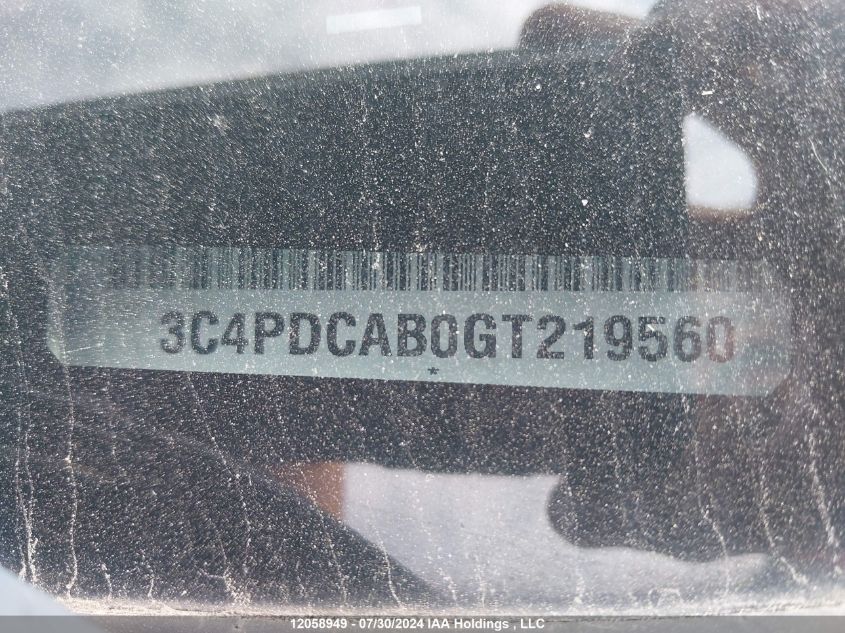 3C4PDCAB0GT219560
*
12058949 - 07/30/2024 IAA Holdings , LLC